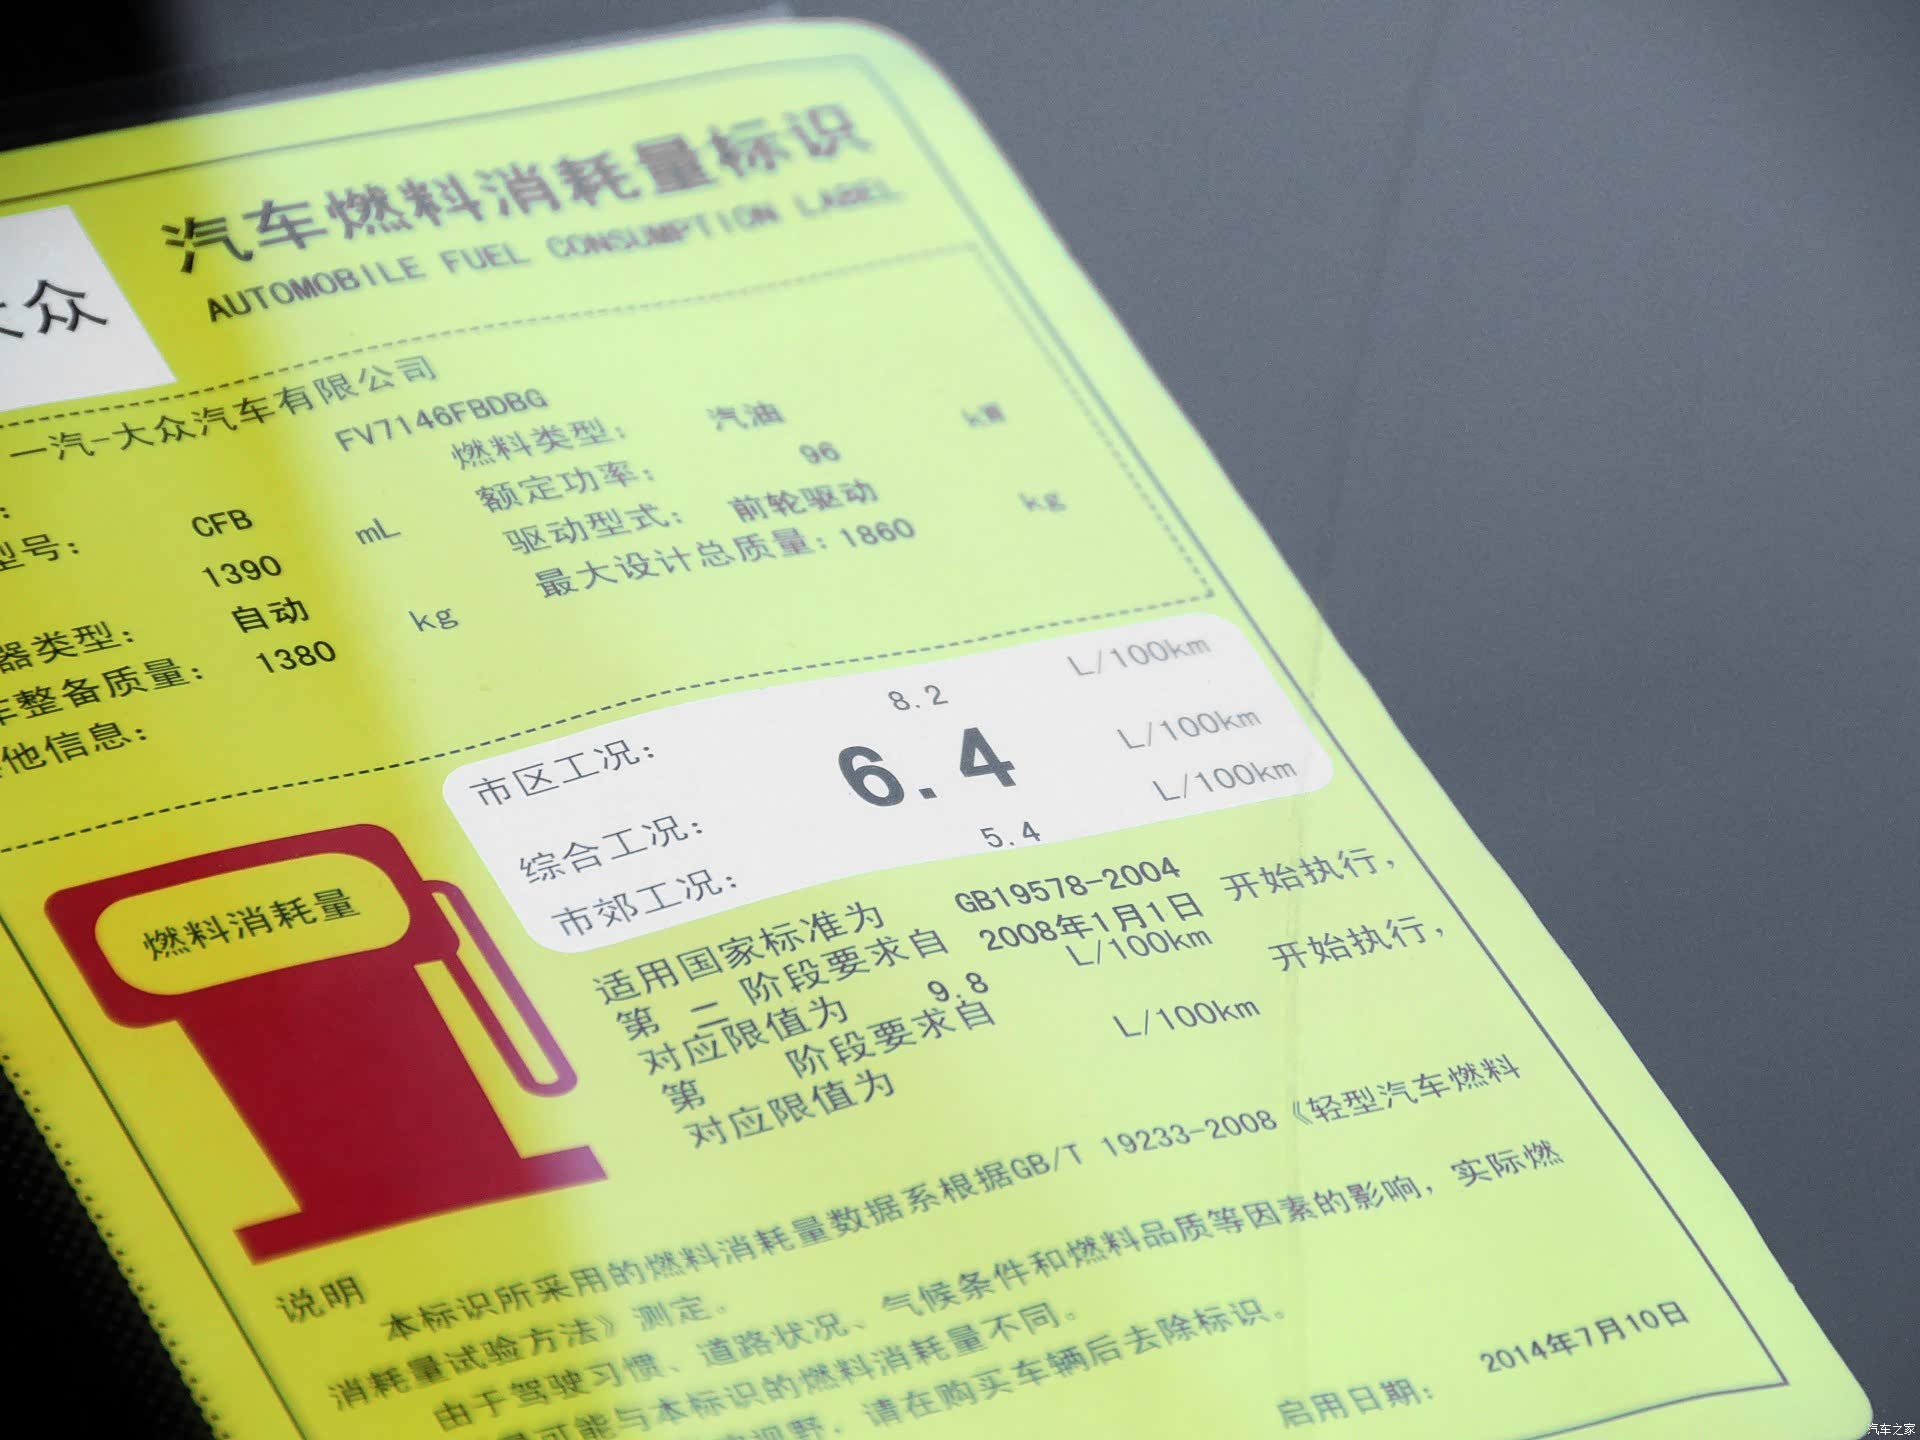 汽车燃料消耗量标识
AUTOMOBILE FUEL CONSUMPTION LABEL
大众
一汽-大众汽车有限公司
FV7146FBDBG
型号: CFB
1390 mL
器类型: 自动
车整备质量: 1380 kg
其他信息:
燃料类型: 汽油
额定功率: 96 kW
驱动型式: 前轮驱动
最大设计总质量: 1860 kg
市区工况: 8.2 L/100km
综合工况: 6.4 L/100km
市郊工况: 5.4 L/100km
燃料消耗量
适用国家标准为 GB19578-2004
第 二 阶段要求自 2008年1月1日 开始执行,
对应限值为 9.8 L/100km
第 阶段要求自 开始执行,
对应限值为 L/100km
说明
本标识所采用的燃料消耗量数据系根据GB/T 19233-2008《轻型汽车燃料
消耗量试验方法》测定。
由于驾驶习惯、道路状况、气候条件和燃料品质等因素的影响, 实际燃
可能与本标识的燃料消耗量不同。
视野, 请在购买车辆后去除标识。
启用日期: 2014年7月10日
汽车之家